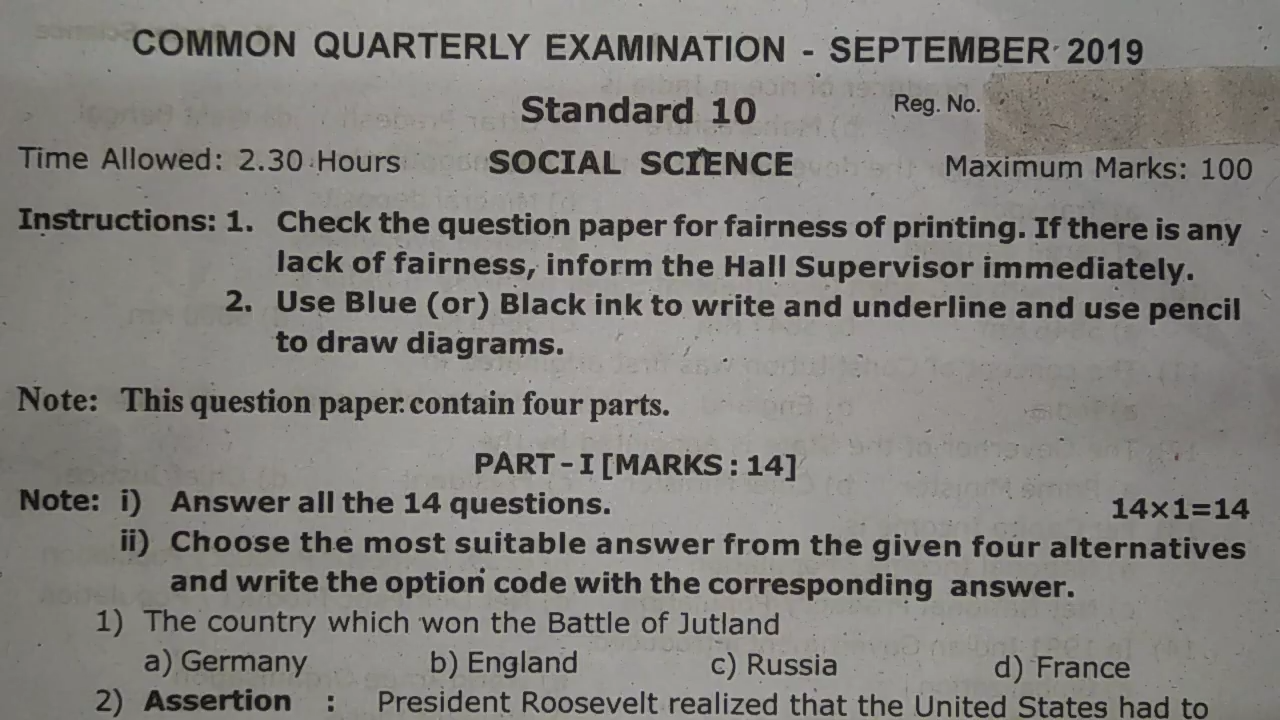 COMMON QUARTERLY EXAMINATION - SEPTEMBER 2019
Standard 10 Reg. No.
Time Allowed: 2.30 Hours SOCIAL SCIENCE Maximum Marks: 100
Instructions: 1. Check the question paper for fairness of printing. If there is any
lack of fairness, inform the Hall Supervisor immediately.
2. Use Blue (or) Black ink to write and underline and use pencil
to draw diagrams.
Note: This question paper contain four parts.
PART - I [MARKS : 14]
Note: i) Answer all the 14 questions. 14×1=14
ii) Choose the most suitable answer from the given four alternatives
and write the option code with the corresponding answer.
1) The country which won the Battle of Jutland
a) Germany b) England c) Russia d) France
2) Assertion : President Roosevelt realized that the United States had to